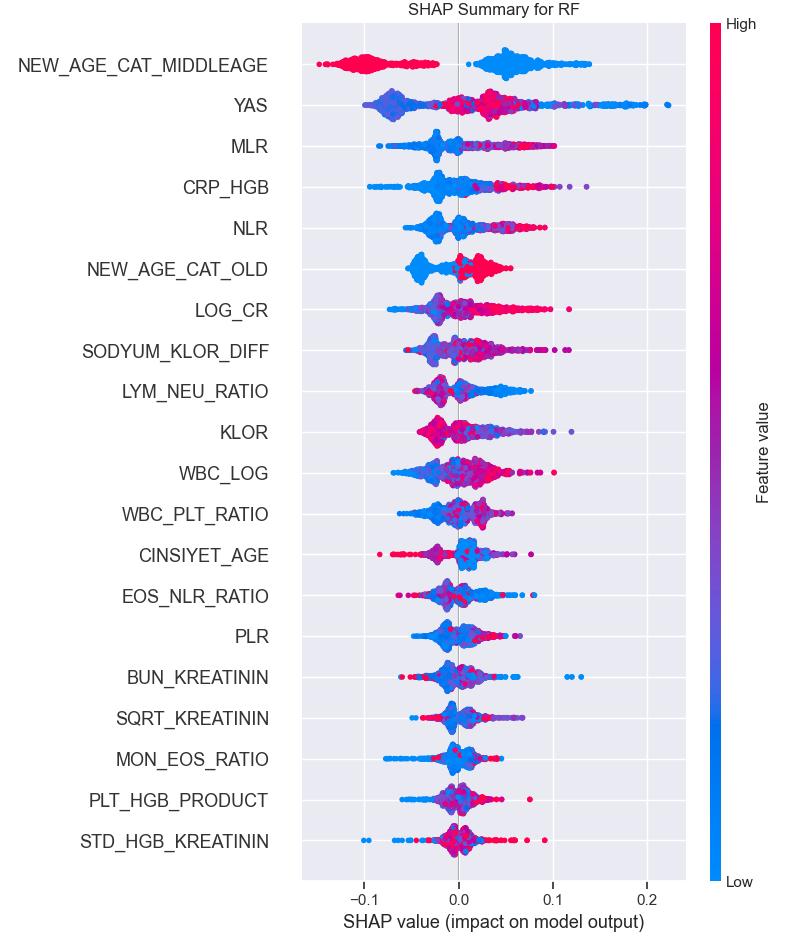 SHAP Summary for RF
High
NEW_AGE_CAT_MIDDLEAGE
YAS
MLR
CRP_HGB
NLR
NEW_AGE_CAT_OLD
LOG_CR
SODYUM_KLOR_DIFF
LYM_NEU_RATIO
KLOR
WBC_LOG
WBC_PLT_RATIO
CINSIYET_AGE
EOS_NLR_RATIO
PLR
BUN_KREATININ
SQRT_KREATININ
MON_EOS_RATIO
PLT_HGB_PRODUCT
STD_HGB_KREATININ
Feature value
Low
−0.1 0.0 0.1 0.2
SHAP value (impact on model output)